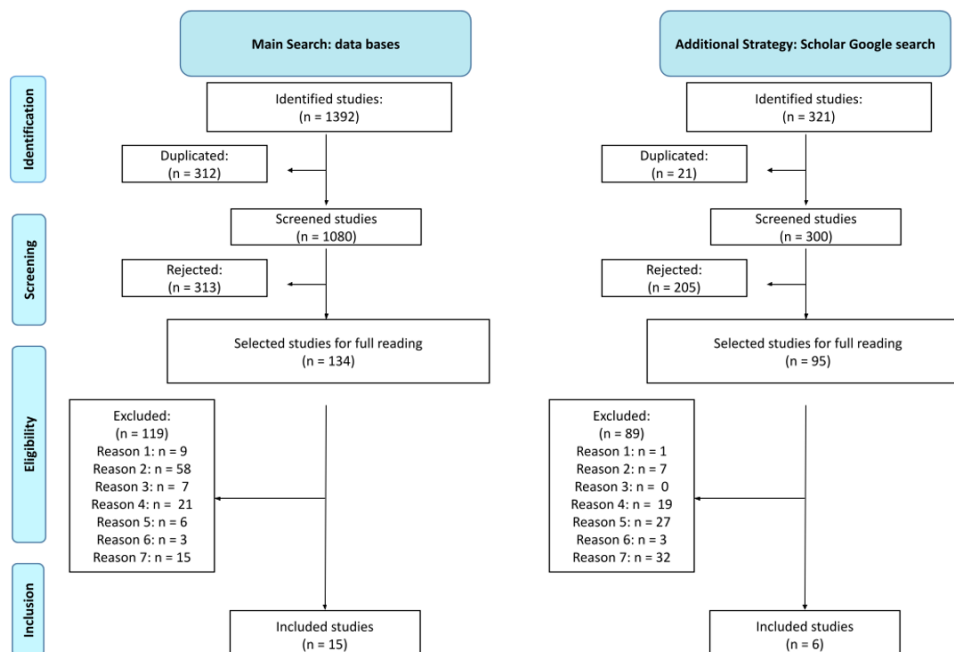 Main Search: data bases
Additional Strategy: Scholar Google search
Identification
Identified studies:
(n = 1392)
Identified studies:
(n = 321)
Duplicated:
(n = 312)
Duplicated:
(n = 21)
Screening
Screened studies
(n = 1080)
Screened studies
(n = 300)
Rejected:
(n = 313)
Rejected:
(n = 205)
Eligibility
Selected studies for full reading
(n = 134)
Selected studies for full reading
(n = 95)
Excluded:
(n = 119)
Reason 1: n = 9
Reason 2: n = 58
Reason 3: n = 7
Reason 4: n = 21
Reason 5: n = 6
Reason 6: n = 3
Reason 7: n = 15
Excluded:
(n = 89)
Reason 1: n = 1
Reason 2: n = 7
Reason 3: n = 0
Reason 4: n = 19
Reason 5: n = 27
Reason 6: n = 3
Reason 7: n = 32
Inclusion
Included studies
(n = 15)
Included studies
(n = 6)